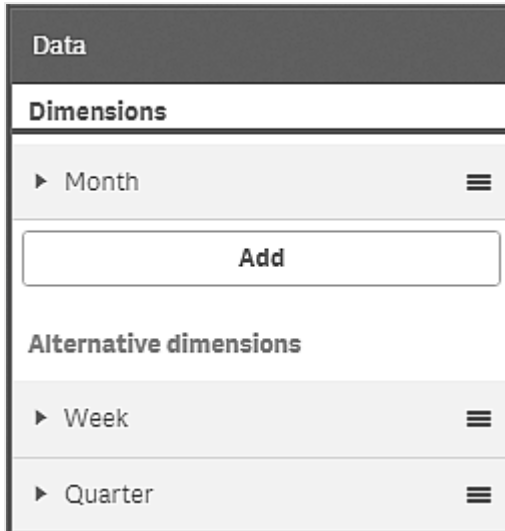 Data
Dimensions
Month
Add
Alternative dimensions
Week
Quarter